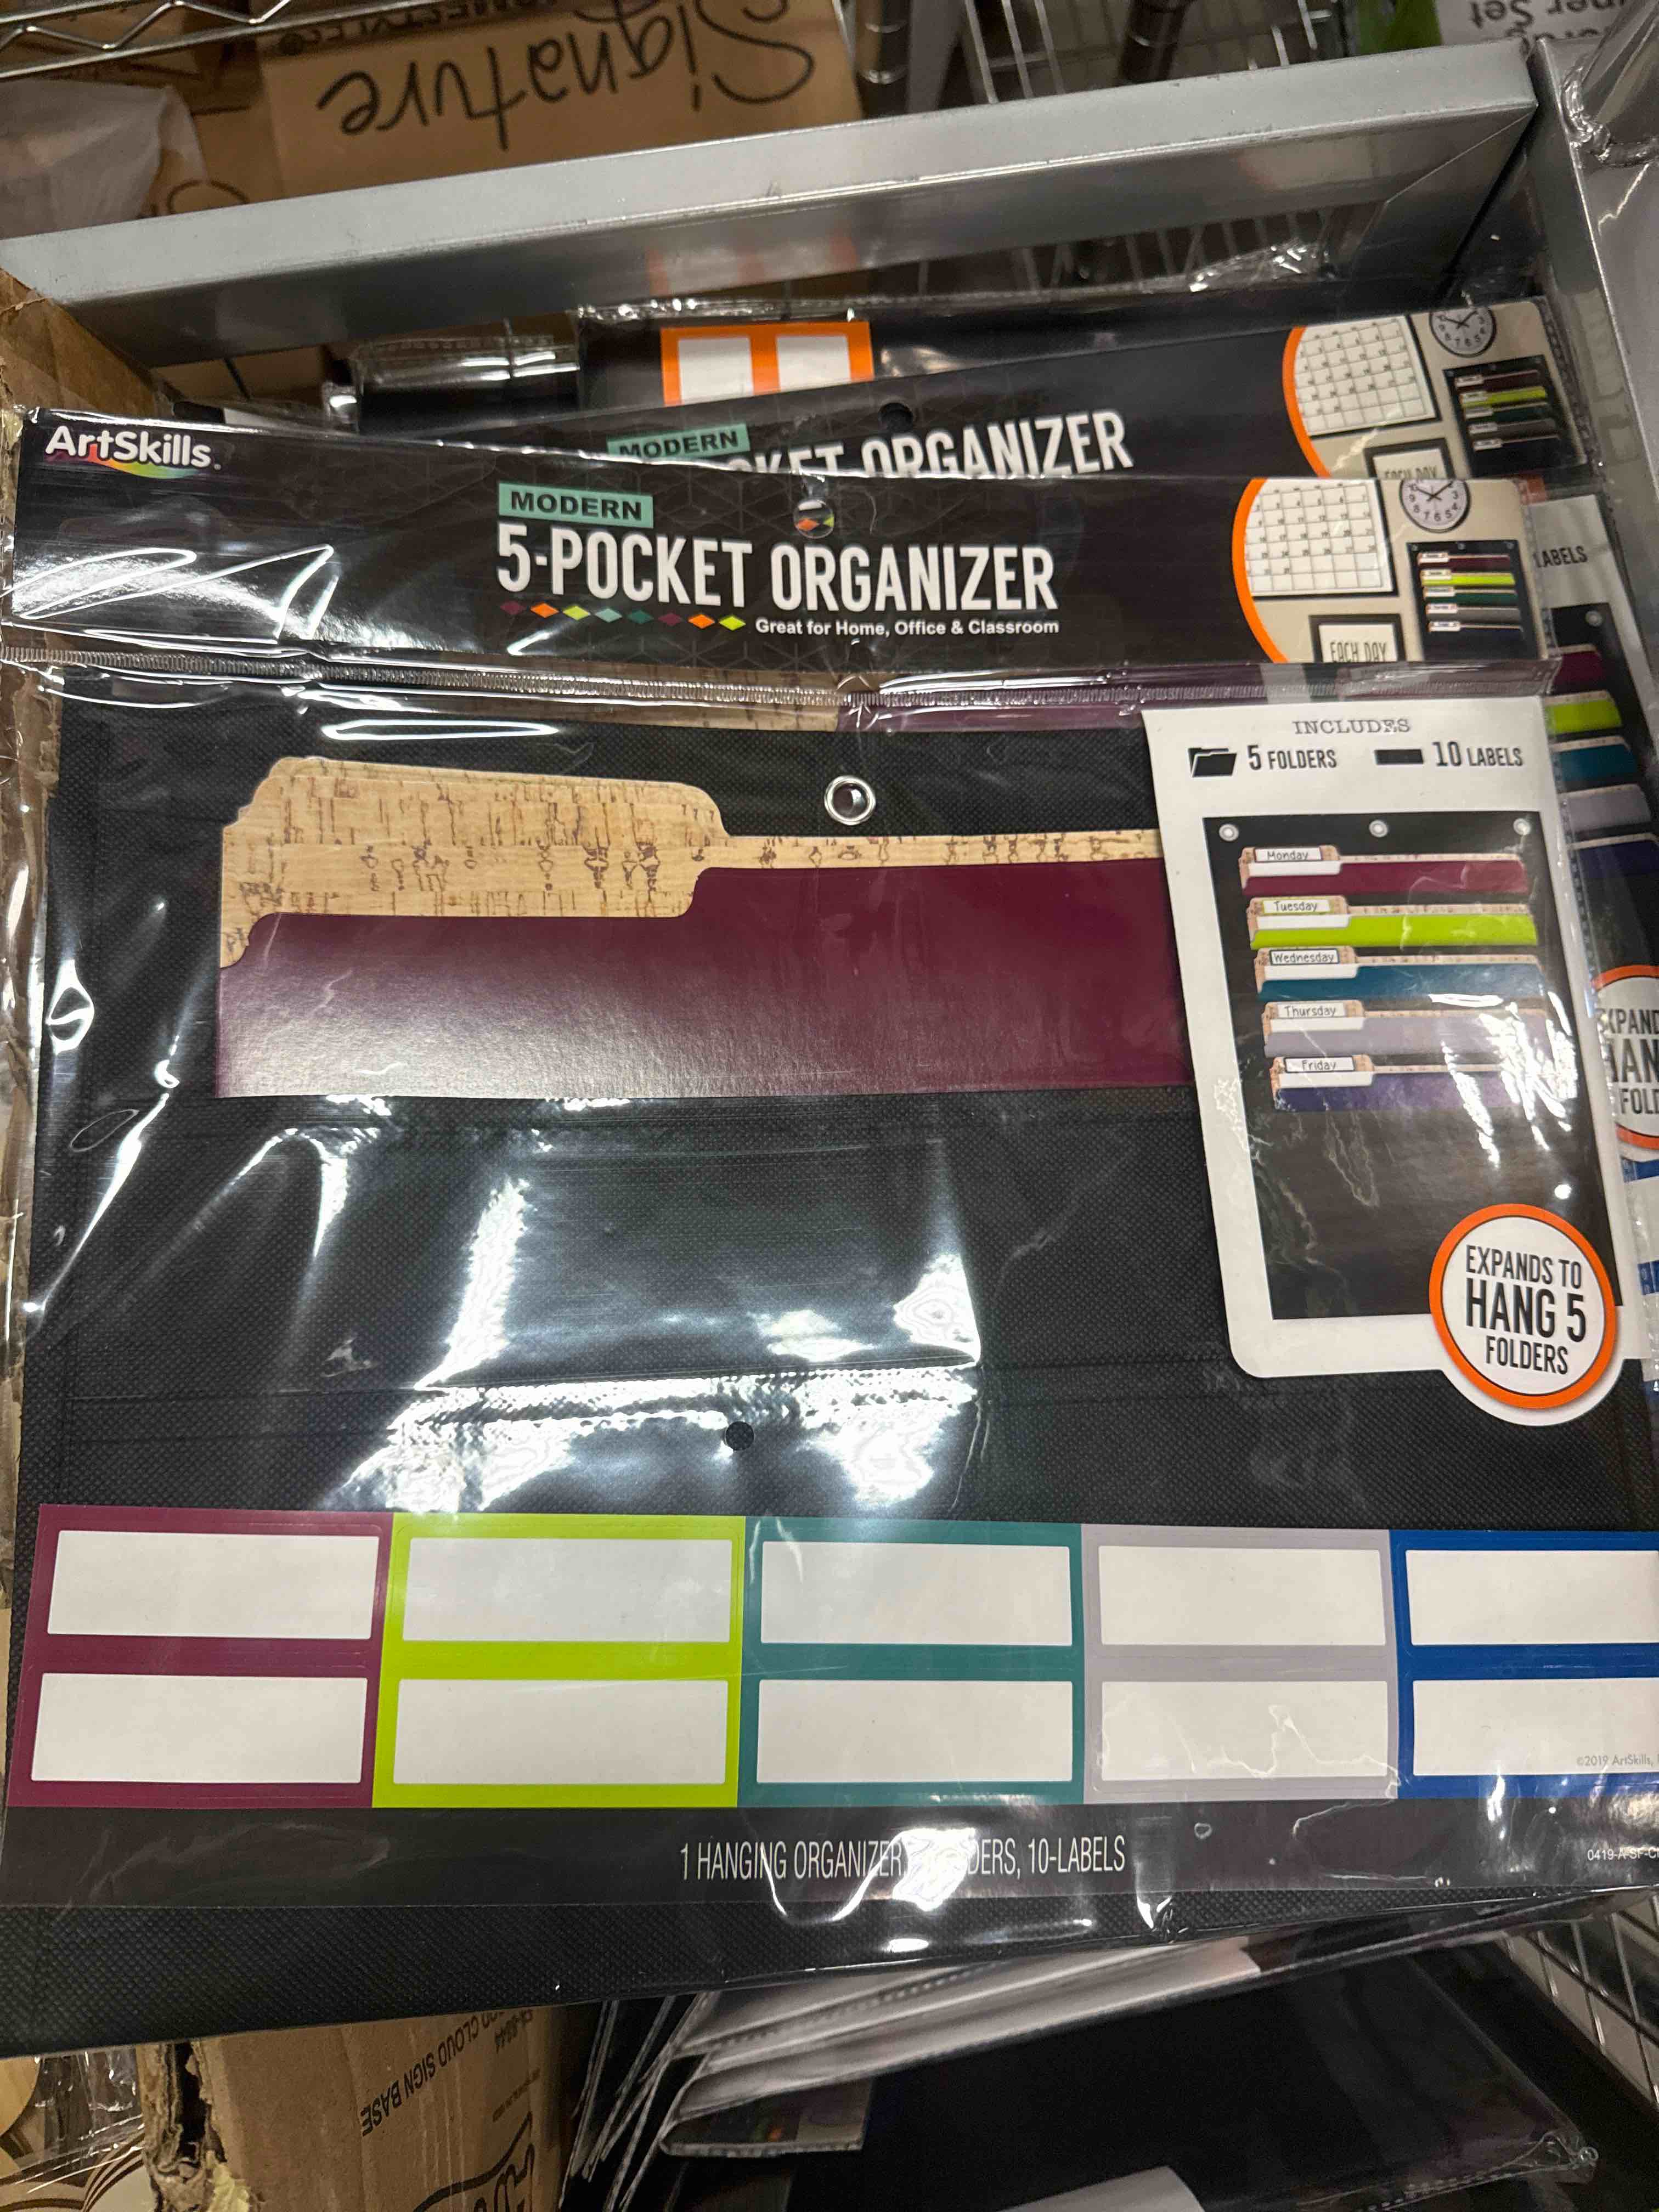 Signature
ArtSkills.
MODERN
ORGANIZER
MODERN
5-POCKET ORGANIZER
Great for Home, Office & Classroom
EACH DAY
LABELS
INCLUDES
5 FOLDERS
10 LABELS
Monday
Tuesday
Wednesday
Thursday
Friday
EXPANDS TO
HANG 5
FOLDERS
©2019 ArtSkills,
1 HANGING ORGANIZER, 10-LABELS
CLOUD SIGN BASE